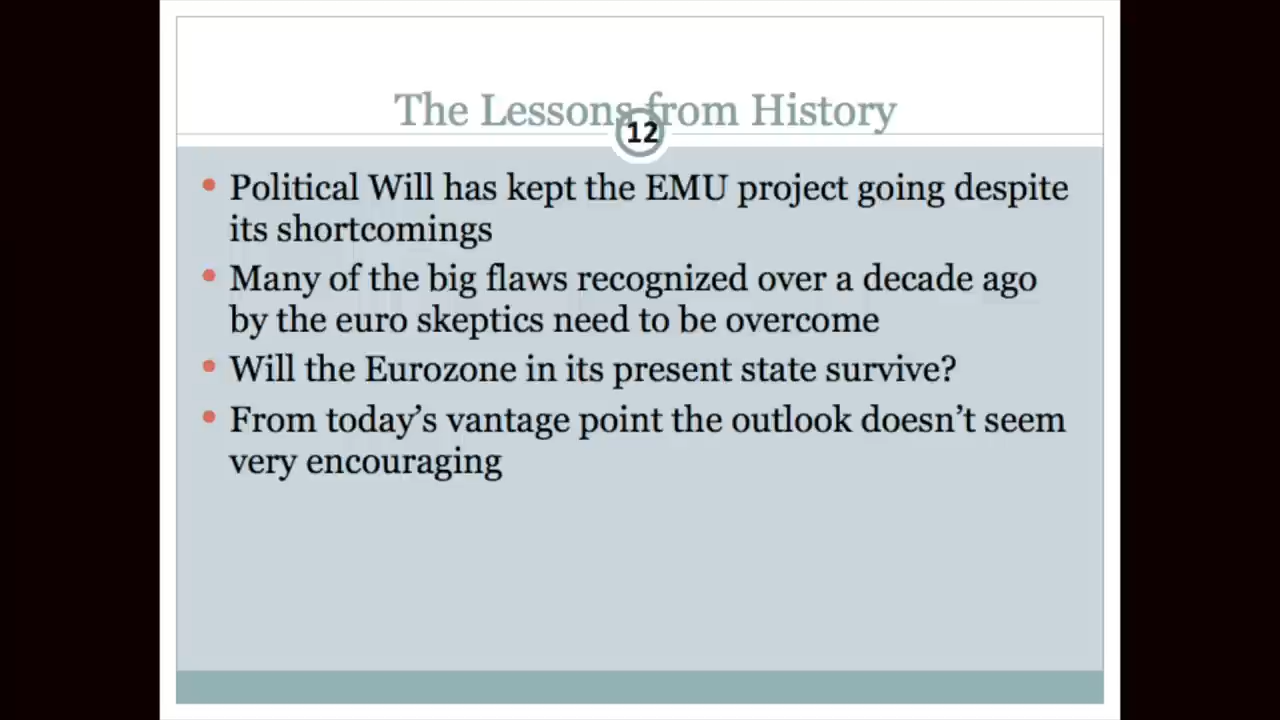 The Lessons from History
12
• Political Will has kept the EMU project going despite
its shortcomings
• Many of the big flaws recognized over a decade ago
by the euro skeptics need to be overcome
• Will the Eurozone in its present state survive?
• From today’s vantage point the outlook doesn’t seem
very encouraging